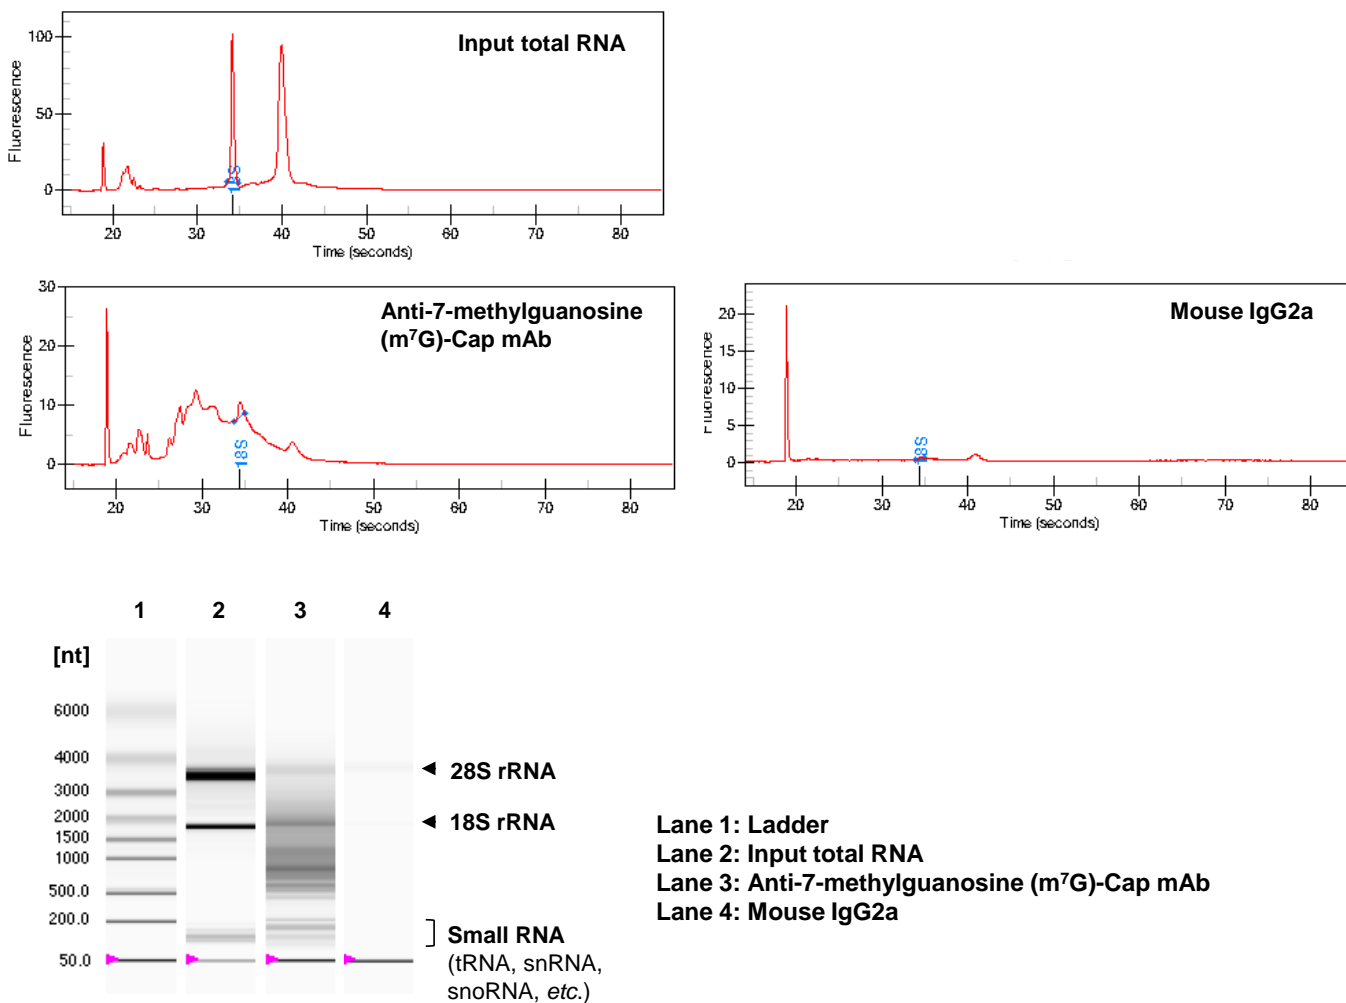 Input total RNA
Fluorescence
100
50
0
18S
20 30 40 50 60 70 80
Time (seconds)
Anti-7-methylguanosine
(m⁷G)-Cap mAb
Fluorescence
30
20
10
0
18S
20 30 40 50 60 70 80
Time (seconds)
Mouse IgG2a
Fluorescence
20
15
10
5
0
18S
20 30 40 50 60 70 80
Time (seconds)
1 2 3 4
[nt]
6000
4000
3000
2000
1500
1000
500.0
200.0
50.0
28S rRNA
18S rRNA
Small RNA
(tRNA, snRNA,
snoRNA, etc.)
Lane 1: Ladder
Lane 2: Input total RNA
Lane 3: Anti-7-methylguanosine (m⁷G)-Cap mAb
Lane 4: Mouse IgG2a